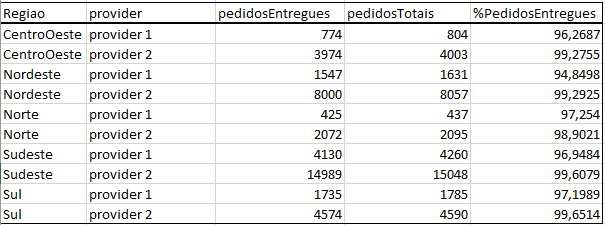 Regiao provider pedidosEntregues pedidosTotais %PedidosEntregues
CentroOeste provider 1 774 804 96,2687
CentroOeste provider 2 3974 4003 99,2755
Nordeste provider 1 1547 1631 94,8498
Nordeste provider 2 8000 8057 99,2925
Norte provider 1 425 437 97,254
Norte provider 2 2072 2095 98,9021
Sudeste provider 1 4130 4260 96,9484
Sudeste provider 2 14989 15048 99,6079
Sul provider 1 1735 1785 97,1989
Sul provider 2 4574 4590 99,6514